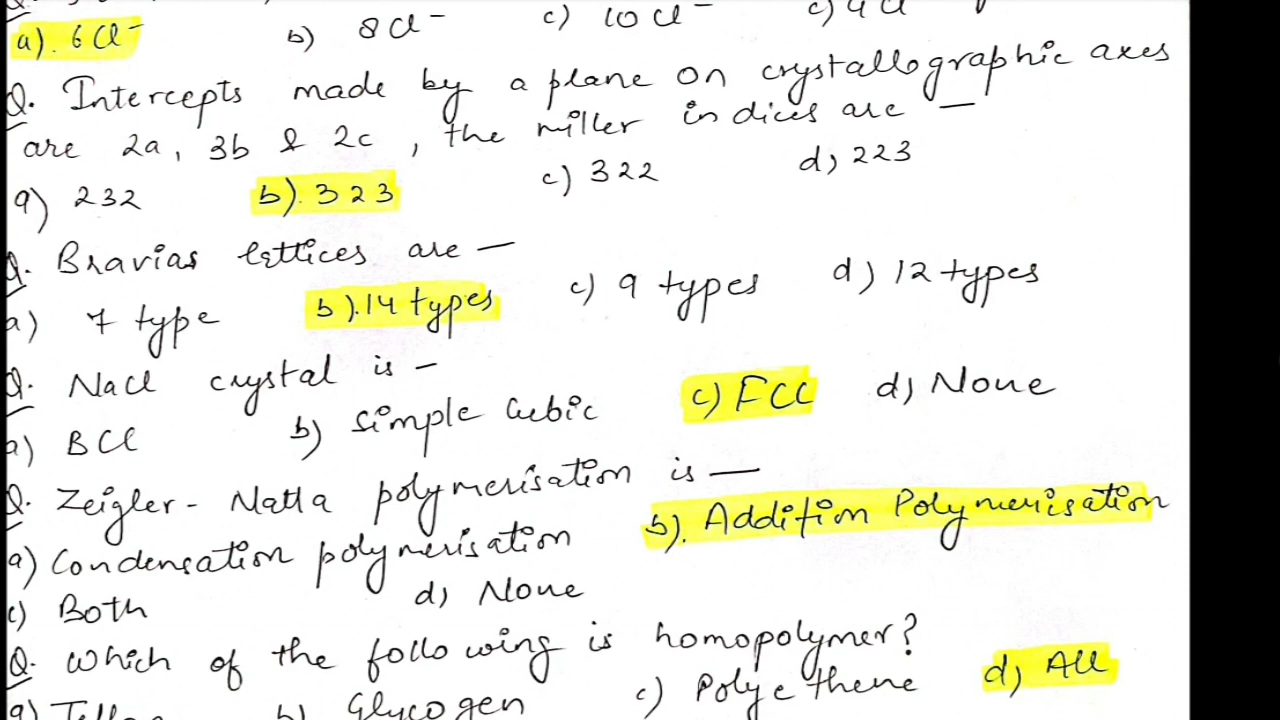 a). 6Cl⁻ b) 8Cl⁻ c) 10Cl⁻ c) 4Cl
Q. Intercepts made by a plane on crystallographic axes
are 2a, 3b & 2c, the miller indices are —
a) 232 b). 323 c) 322 d) 223
Q. Bravias lattices are —
a) 7 type b). 14 types c) 9 types d) 12 types
Q. NaCl crystal is —
a) BCC b) Simple Cubic c) FCC d) None
Q. Zeigler-Natta polymerisation is —
a) Condensation polymerisation b). Addition Polymerisation
c) Both d) None
Q. Which of the following is homopolymer?
a) b) Glycogen c) Polyethene d) All